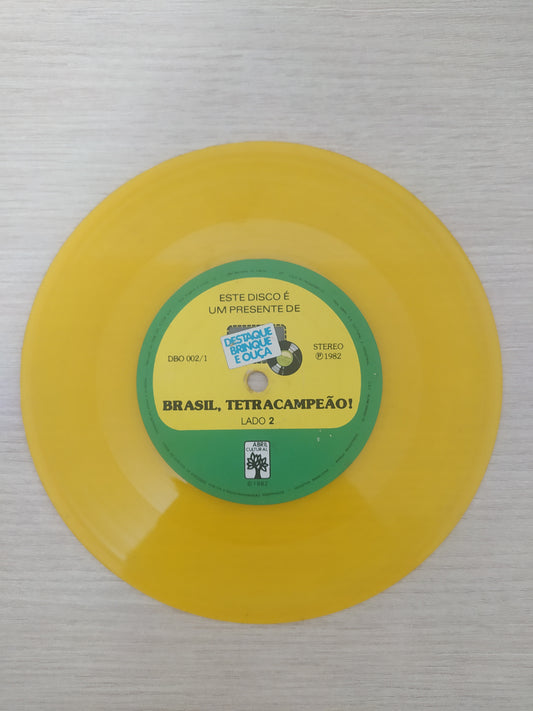 ESTE DISCO É
UM PRESENTE DE
DESTAQUE
BRINQUE
E OUÇA
DBO 002/1
STEREO
Ⓟ1982
BRASIL, TETRACAMPEÃO!
LADO 2
ABRIL
CULTURAL
©1982